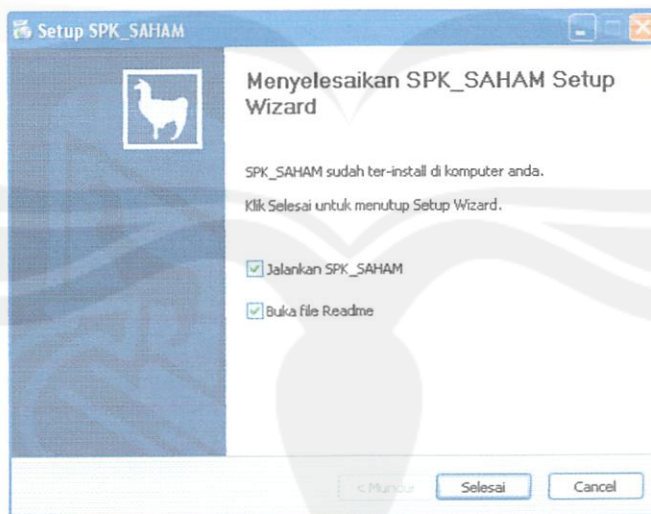 Setup SPK_SAHAM
Menyelesaikan SPK_SAHAM Setup
Wizard
SPK_SAHAM sudah ter-install di komputer anda.
Klik Selesai untuk menutup Setup Wizard.
Jalankan SPK_SAHAM
Buka file Readme
< Mundur
Selesai
Cancel